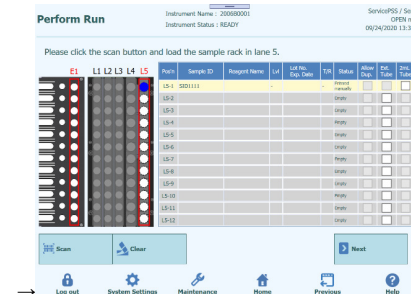 Perform Run
Instrument Name : 200680001
Instrument Status : READY
ServicePSS / Se
OPEN
09/24/2020 13:3
Please click the scan button and load the sample rack in lane 5.
E1 L1 L2 L3 L4 L5
Pos'n Sample ID Reagent Name Lvl Lot No. Exp. Date T/R Status Allow Dup. Ext. Tube 2mL Tube
L5-1 SID1111 - - Entered manually
L5-2 Empty
L5-3 Empty
L5-4 Empty
L5-5 Empty
L5-6 Empty
L5-7 Empty
L5-8 Empty
L5-9 Empty
L5-10 Empty
L5-11 Empty
L5-12 Empty
Scan Clear Next
Log out System Settings Maintenance Home Previous Help